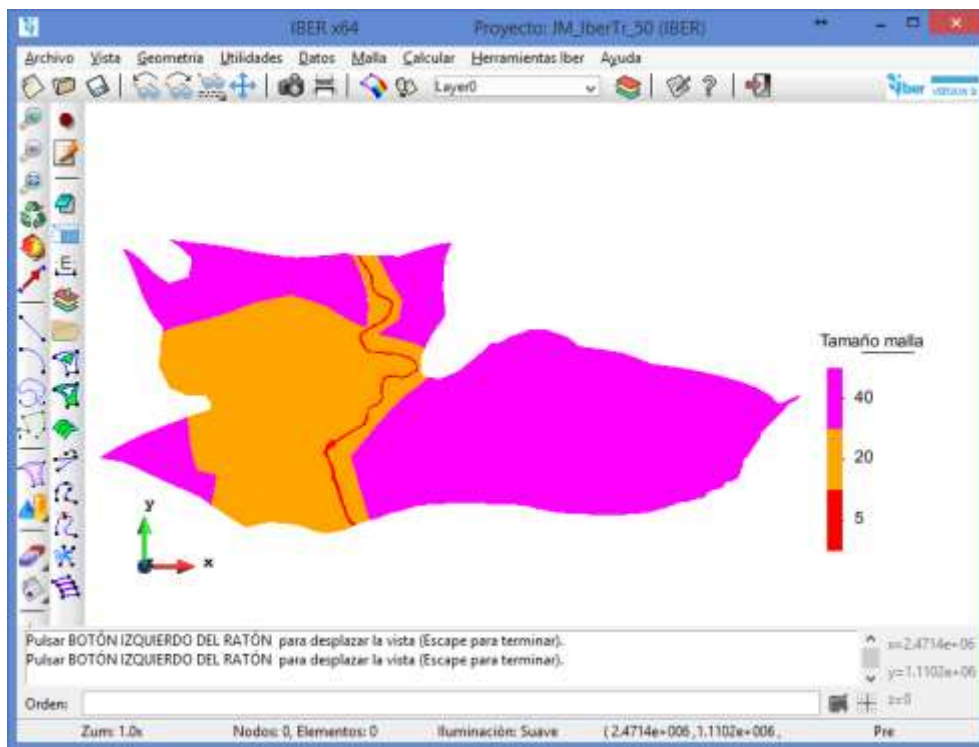 IBER x64 Proyecto: JM_IberTr_50 (IBER)
Archivo Vista Geometría Utilidades Datos Malla Calcular Herramientas Iber Ayuda
Layer0
Iber
E
Tamaño malla
40
20
5
y
x
Pulsar BOTÓN IZQUIERDO DEL RATÓN para desplazar la vista (Escape para terminar).
Pulsar BOTÓN IZQUIERDO DEL RATÓN para desplazar la vista (Escape para terminar).
x=2.4714e+06
y=1.1102e+06
z=0
Orden:
Zum: 1.0x Nodos: 0, Elementos: 0 Iluminación: Suave (2.4714e+006, 1.1102e+006, Pre